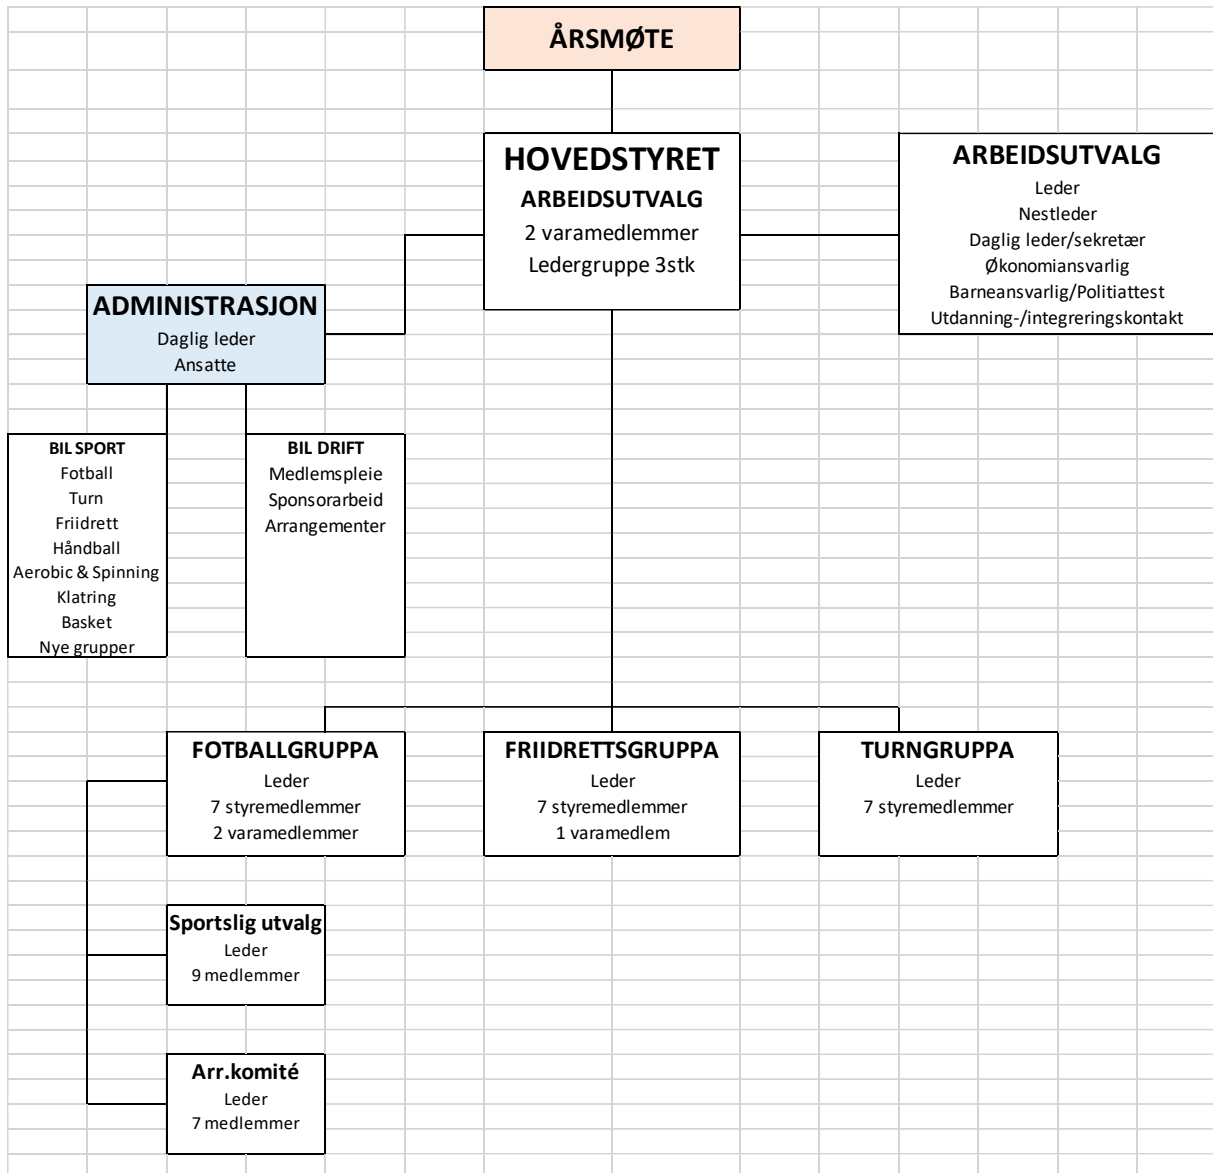 ÅRSMØTE
HOVEDSTYRET
ARBEIDSUTVALG
2 varamedlemmer
Ledergruppe 3stk
ARBEIDSUTVALG
Leder
Nestleder
Daglig leder/sekretær
Økonomiansvarlig
Barneansvarlig/Politiattest
Utdanning-/integreringskontakt
ADMINISTRASJON
Daglig leder
Ansatte
BIL SPORT
Fotball
Turn
Friidrett
Håndball
Aerobic & Spinning
Klatring
Basket
Nye grupper
BIL DRIFT
Medlemspleie
Sponsorarbeid
Arrangementer
FOTBALLGRUPPA
Leder
7 styremedlemmer
2 varamedlemmer
FRIIDRETTSGRUPPA
Leder
7 styremedlemmer
1 varamedlem
TURNGRUPPA
Leder
7 styremedlemmer
Sportslig utvalg
Leder
9 medlemmer
Arr.komité
Leder
7 medlemmer